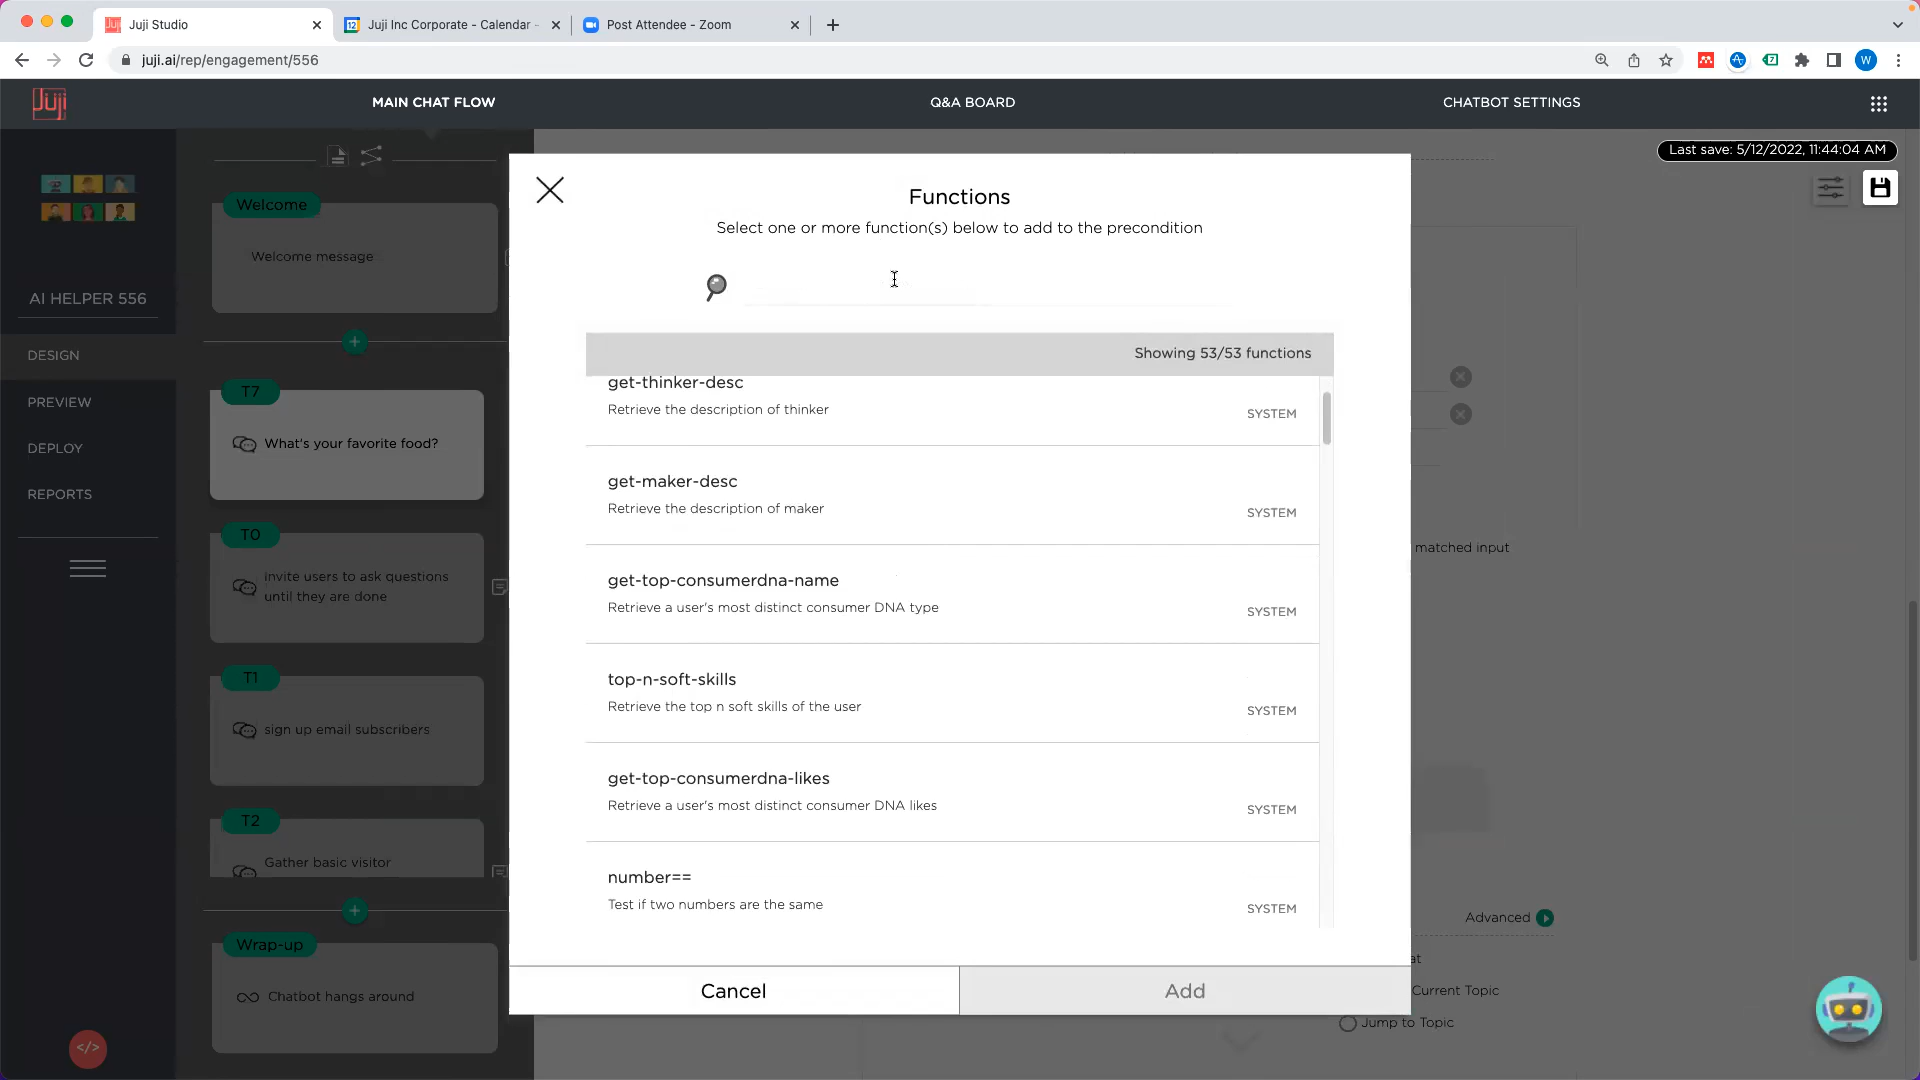 Juji Studio
12
Juji Inc Corporate - Calendar -
Post Attendee - Zoom
juji.ai/rep/engagement/556
W
Juji
MAIN CHAT FLOW
Q&A BOARD
CHATBOT SETTINGS
Last save: 5/12/2022, 11:44:04 AM
AI HELPER 556
DESIGN
PREVIEW
DEPLOY
REPORTS
</>
Welcome
Welcome message
T7
What's your favorite food?
T0
Invite users to ask questions
until they are done
T1
sign up email subscribers
T2
Gather basic visitor
Wrap-up
Chatbot hangs around
Functions
Select one or more function(s) below to add to the precondition
Showing 53/53 functions
get-thinker-desc
Retrieve the description of thinker
SYSTEM
get-maker-desc
Retrieve the description of maker
SYSTEM
get-top-consumerdna-name
Retrieve a user's most distinct consumer DNA type
SYSTEM
top-n-soft-skills
Retrieve the top n soft skills of the user
SYSTEM
get-top-consumerdna-likes
Retrieve a user's most distinct consumer DNA likes
SYSTEM
number==
Test if two numbers are the same
SYSTEM
Cancel
Add
matched input
Advanced
at
Current Topic
Jump to Topic